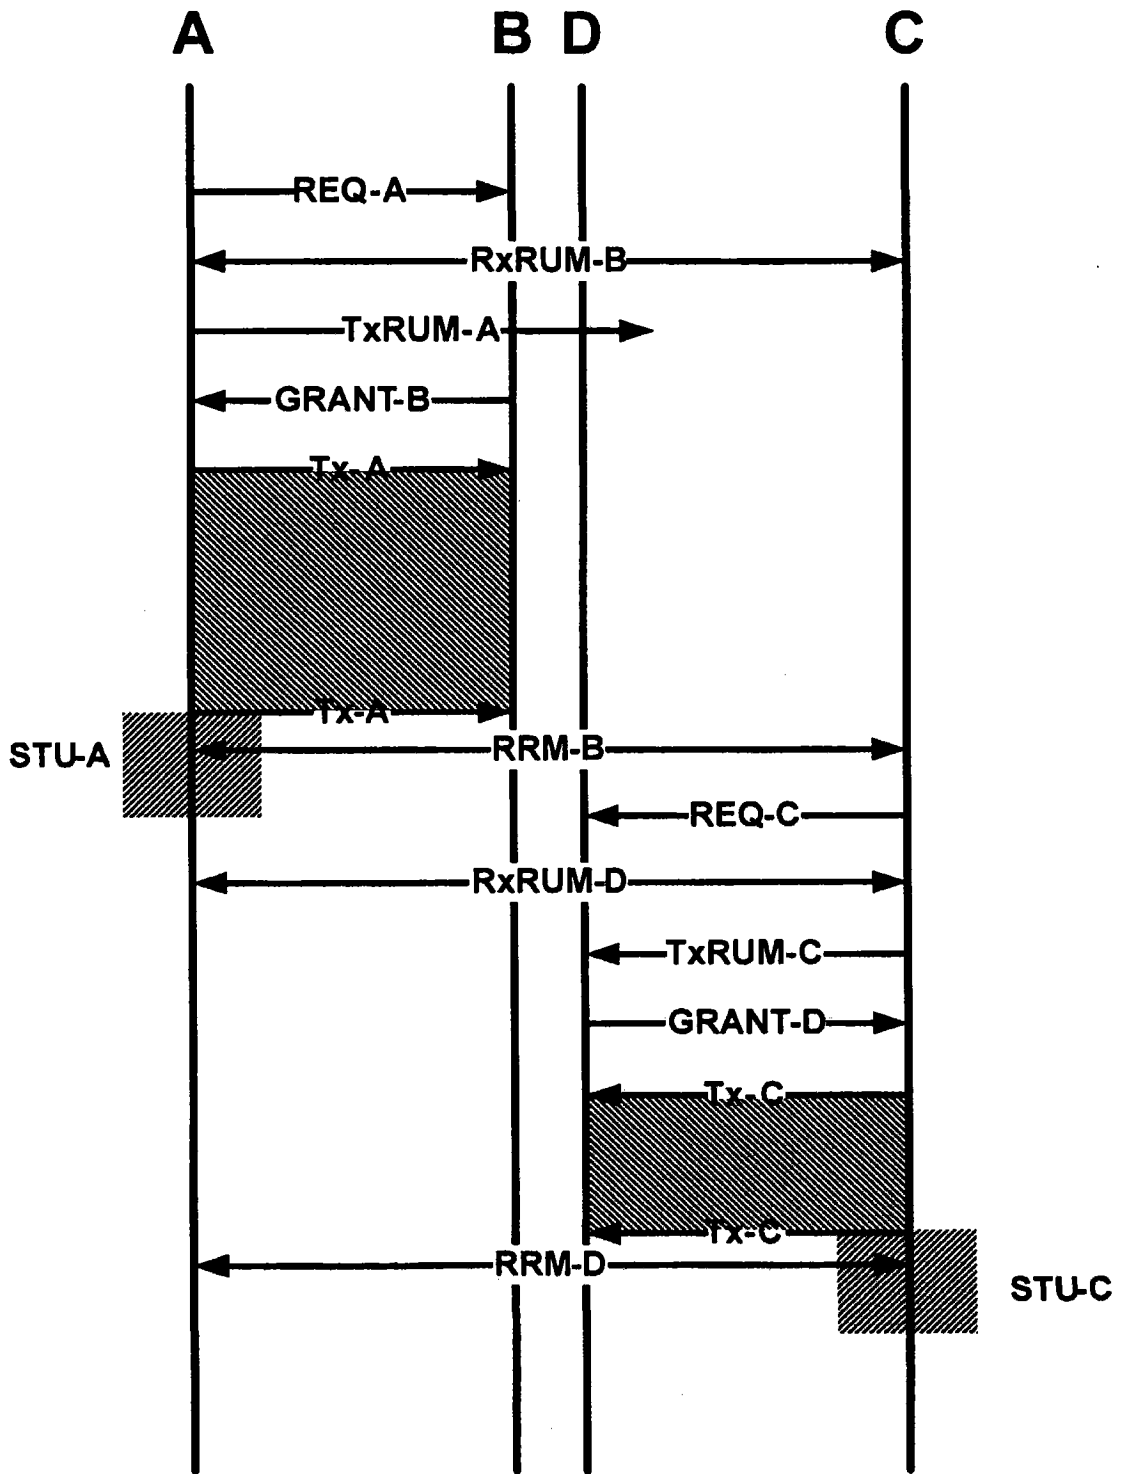 A B D C
REQ-A
RxRUM-B
TxRUM-A
GRANT-B
Tx-A
Tx-A
STU-A RRM-B
REQ-C
RxRUM-D
TxRUM-C
GRANT-D
Tx-C
Tx-C
RRM-D
STU-C